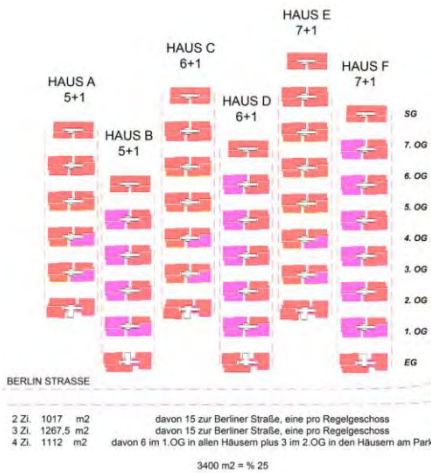 HAUS E
7+1
HAUS C
6+1
HAUS F
7+1
HAUS A
5+1
HAUS D
6+1
HAUS B
5+1
SG
7. OG
6. OG
5. OG
4. OG
3. OG
2. OG
1. OG
EG
BERLIN STRASSE
2 Zi. 1017 m2 davon 15 zur Berliner Straße, eine pro Regelgeschoss
3 Zi. 1267,5 m2 davon 15 zur Berliner Straße, eine pro Regelgeschoss
4 Zi. 1112 m2 davon 6 im 1.OG in allen Häusern plus 3 im 2.OG in den Häusern am Park
3400 m2 = % 25